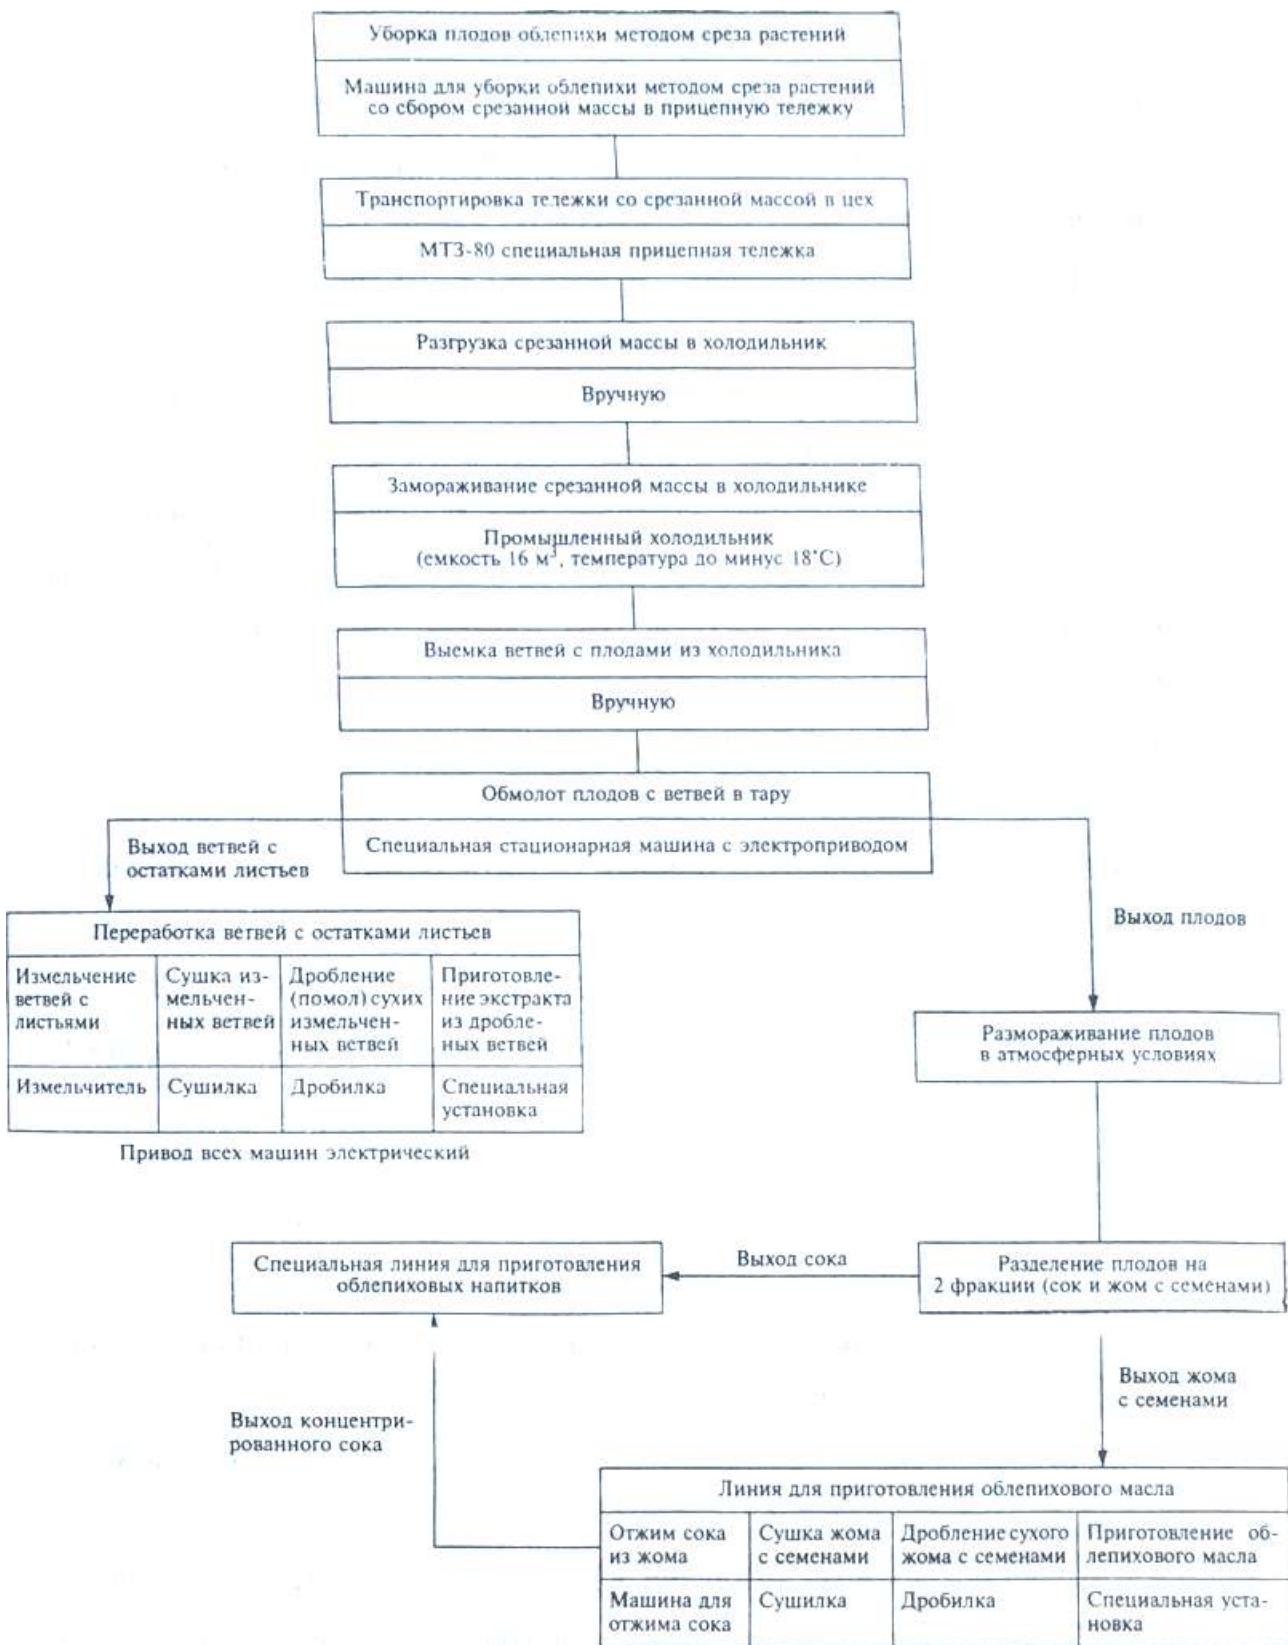 Уборка плодов облепихи методом среза растений
Машина для уборки облепихи методом среза растений
со сбором срезанной массы в прицепную тележку
Транспортировка тележки со срезанной массой в цех
МТЗ-80 специальная прицепная тележка
Разгрузка срезанной массы в холодильник
Вручную
Замораживание срезанной массы в холодильнике
Промышленный холодильник
(емкость 16 м³, температура до минус 18°С)
Выемка ветвей с плодами из холодильника
Вручную
Обмолот плодов с ветвей в тару
Специальная стационарная машина с электроприводом
Выход ветвей с
остатками листьев
Выход плодов
Переработка ветвей с остатками листьев
Измельчение
ветвей с
листьями
Сушка из-
мельчен-
ных ветвей
Дробление
(помол) сухих
измельчен-
ных ветвей
Приготовле-
ние экстракта
из дробле-
ных ветвей
Измельчитель
Сушилка
Дробилка
Специальная
установка
Привод всех машин электрический
Размораживание плодов
в атмосферных условиях
Специальная линия для приготовления
облепиховых напитков
Выход сока
Разделение плодов на
2 фракции (сок и жом с семенами)
Выход жома
с семенами
Выход концентри-
рованного сока
Линия для приготовления облепихового масла
Отжим сока
из жома
Сушка жома
с семенами
Дробление сухого
жома с семенами
Приготовление об-
лепихового масла
Машина для
отжима сока
Сушилка
Дробилка
Специальная уста-
новка